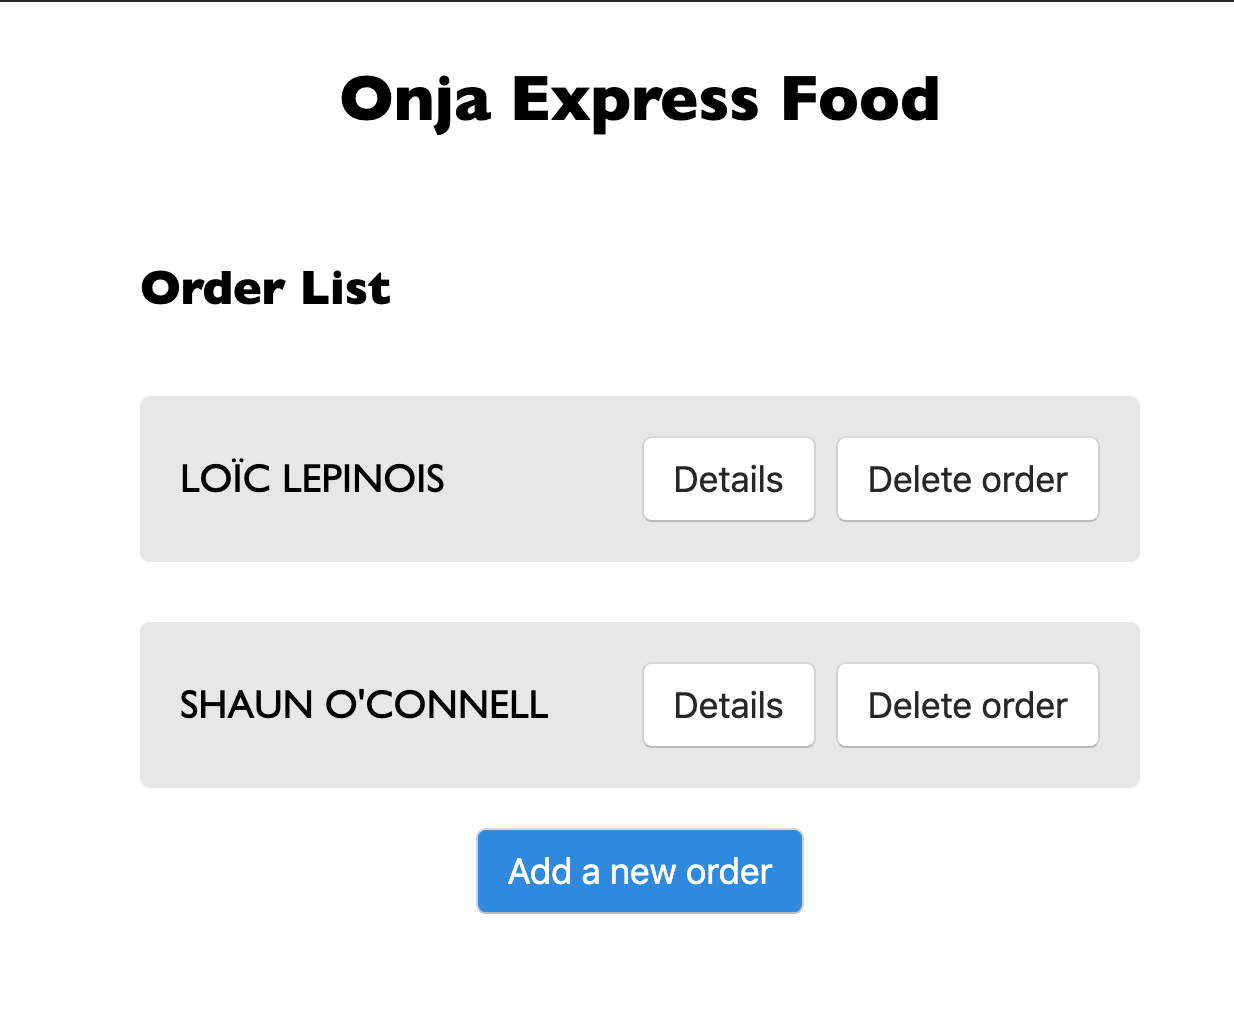 Onja Express Food
Order List
LOÏC LEPINOIS Details Delete order
SHAUN O'CONNELL Details Delete order
Add a new order